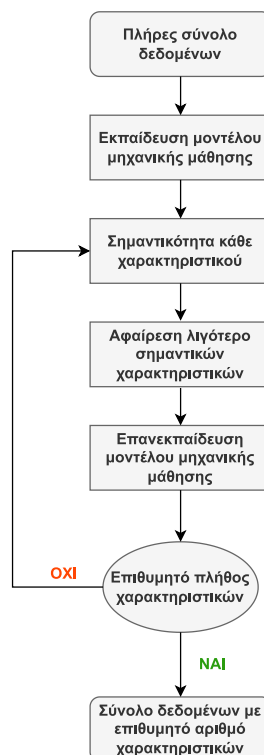 Πλήρες σύνολο
δεδομένων
Εκπαίδευση μοντέλου
μηχανικής μάθησης
Σημαντικότητα κάθε
χαρακτηριστικού
Αφαίρεση λιγότερο
σημαντικών
χαρακτηριστικών
Επανεκπαίδευση
μοντέλου μηχανικής
μάθησης
Επιθυμητό πλήθος
χαρακτηριστικών
ΟΧΙ
ΝΑΙ
Σύνολο δεδομένων με
επιθυμητό αριθμό
χαρακτηριστικών